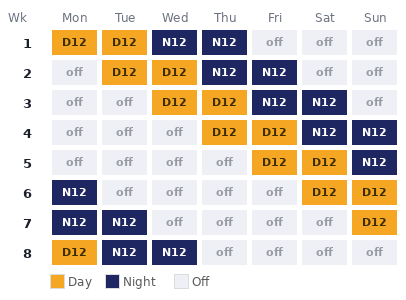 Wk Mon Tue Wed Thu Fri Sat Sun
1 D12 D12 N12 N12 off off off
2 off D12 D12 N12 N12 off off
3 off off D12 D12 N12 N12 off
4 off off off D12 D12 N12 N12
5 off off off off D12 D12 N12
6 N12 off off off off D12 D12
7 N12 N12 off off off off D12
8 D12 N12 N12 off off off off
Day Night Off